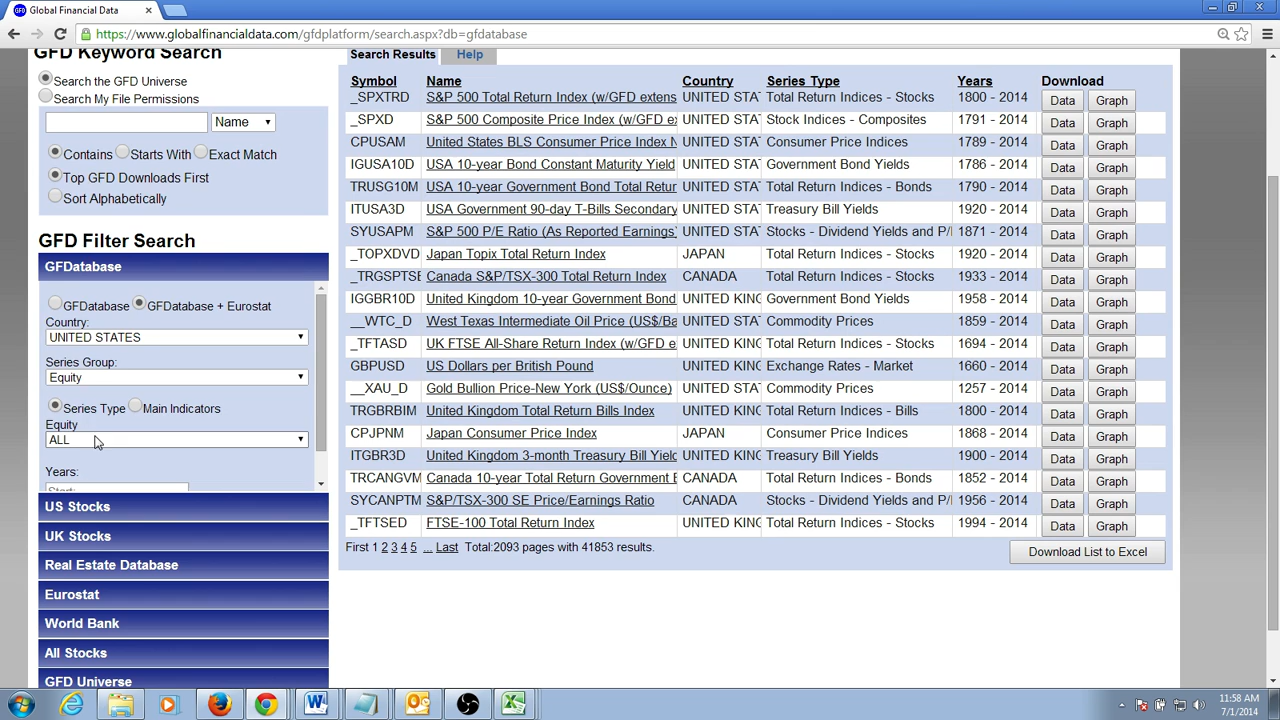 Global Financial Data
https://www.globalfinancialdata.com/gfdplatform/search.aspx?db=gfdatabase
GFD Keyword Search
Search the GFD Universe
Search My File Permissions
Name
Contains Starts With Exact Match
Top GFD Downloads First
Sort Alphabetically
GFD Filter Search
GFDatabase
GFDatabase GFDatabase + Eurostat
Country:
UNITED STATES
Series Group:
Equity
Series Type Main Indicators
Equity
ALL
Years:
Start:
US Stocks
UK Stocks
Real Estate Database
Eurostat
World Bank
All Stocks
GFD Universe
Search Results Help
Symbol Name Country Series Type Years Download
_SPXTRD S&P 500 Total Return Index (w/GFD extens UNITED STA Total Return Indices - Stocks 1800 - 2014 Data Graph
_SPXD S&P 500 Composite Price Index (w/GFD ex UNITED STA Stock Indices - Composites 1791 - 2014 Data Graph
CPUSAM United States BLS Consumer Price Index N UNITED STA Consumer Price Indices 1789 - 2014 Data Graph
IGUSA10D USA 10-year Bond Constant Maturity Yield UNITED STA Government Bond Yields 1786 - 2014 Data Graph
TRUSG10M USA 10-year Government Bond Total Retur UNITED STA Total Return Indices - Bonds 1790 - 2014 Data Graph
ITUSA3D USA Government 90-day T-Bills Secondary UNITED STA Treasury Bill Yields 1920 - 2014 Data Graph
SYUSAPM S&P 500 P/E Ratio (As Reported Earnings) UNITED STA Stocks - Dividend Yields and P/ 1871 - 2014 Data Graph
_TOPXDVD Japan Topix Total Return Index JAPAN Total Return Indices - Stocks 1920 - 2014 Data Graph
_TRGSPTSE Canada S&P/TSX-300 Total Return Index CANADA Total Return Indices - Stocks 1933 - 2014 Data Graph
IGGBR10D United Kingdom 10-year Government Bond UNITED KIN Government Bond Yields 1958 - 2014 Data Graph
__WTC_D West Texas Intermediate Oil Price (US$/Ba UNITED STA Commodity Prices 1859 - 2014 Data Graph
_TFTASD UK FTSE All-Share Return Index (w/GFD e UNITED KIN Total Return Indices - Stocks 1694 - 2014 Data Graph
GBPUSD US Dollars per British Pound UNITED KIN Exchange Rates - Market 1660 - 2014 Data Graph
__XAU_D Gold Bullion Price-New York (US$/Ounce) UNITED STA Commodity Prices 1257 - 2014 Data Graph
TRGBRBIM United Kingdom Total Return Bills Index UNITED KIN Total Return Indices - Bills 1800 - 2014 Data Graph
CPJPNM Japan Consumer Price Index JAPAN Consumer Price Indices 1868 - 2014 Data Graph
ITGBR3D United Kingdom 3-month Treasury Bill Yield UNITED KIN Treasury Bill Yields 1900 - 2014 Data Graph
TRCANGVM Canada 10-year Total Return Government E CANADA Total Return Indices - Bonds 1852 - 2014 Data Graph
SYCANPTM S&P/TSX-300 SE Price/Earnings Ratio CANADA Stocks - Dividend Yields and P/ 1956 - 2014 Data Graph
_TFTSED FTSE-100 Total Return Index UNITED KIN Total Return Indices - Stocks 1994 - 2014 Data Graph
First 1 2 3 4 5 ... Last Total:2093 pages with 41853 results.
Download List to Excel
11:58 AM
7/1/2014